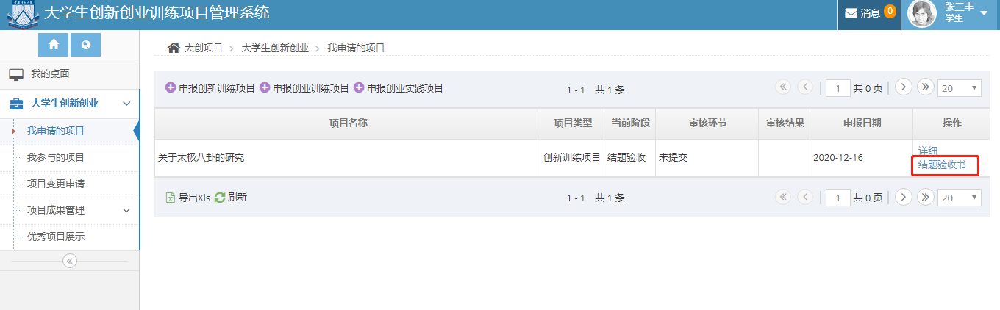 大学生创新创业训练项目管理系统
消息 0
张三丰
学生
大创项目 > 大学生创新创业 > 我申请的项目
我的桌面
大学生创新创业
我申请的项目
我参与的项目
项目变更申请
项目成果管理
优秀项目展示
申报创新训练项目 申报创业训练项目 申报创业实践项目 1 - 1 共 1 条 1 共 0 页 20
项目名称 项目类型 当前阶段 审核环节 审核结果 申报日期 操作
关于太极八卦的研究 创新训练项目 结题验收 未提交 2020-12-16 详细
结题验收书
导出Xls 刷新 1 - 1 共 1 条 1 共 0 页 20